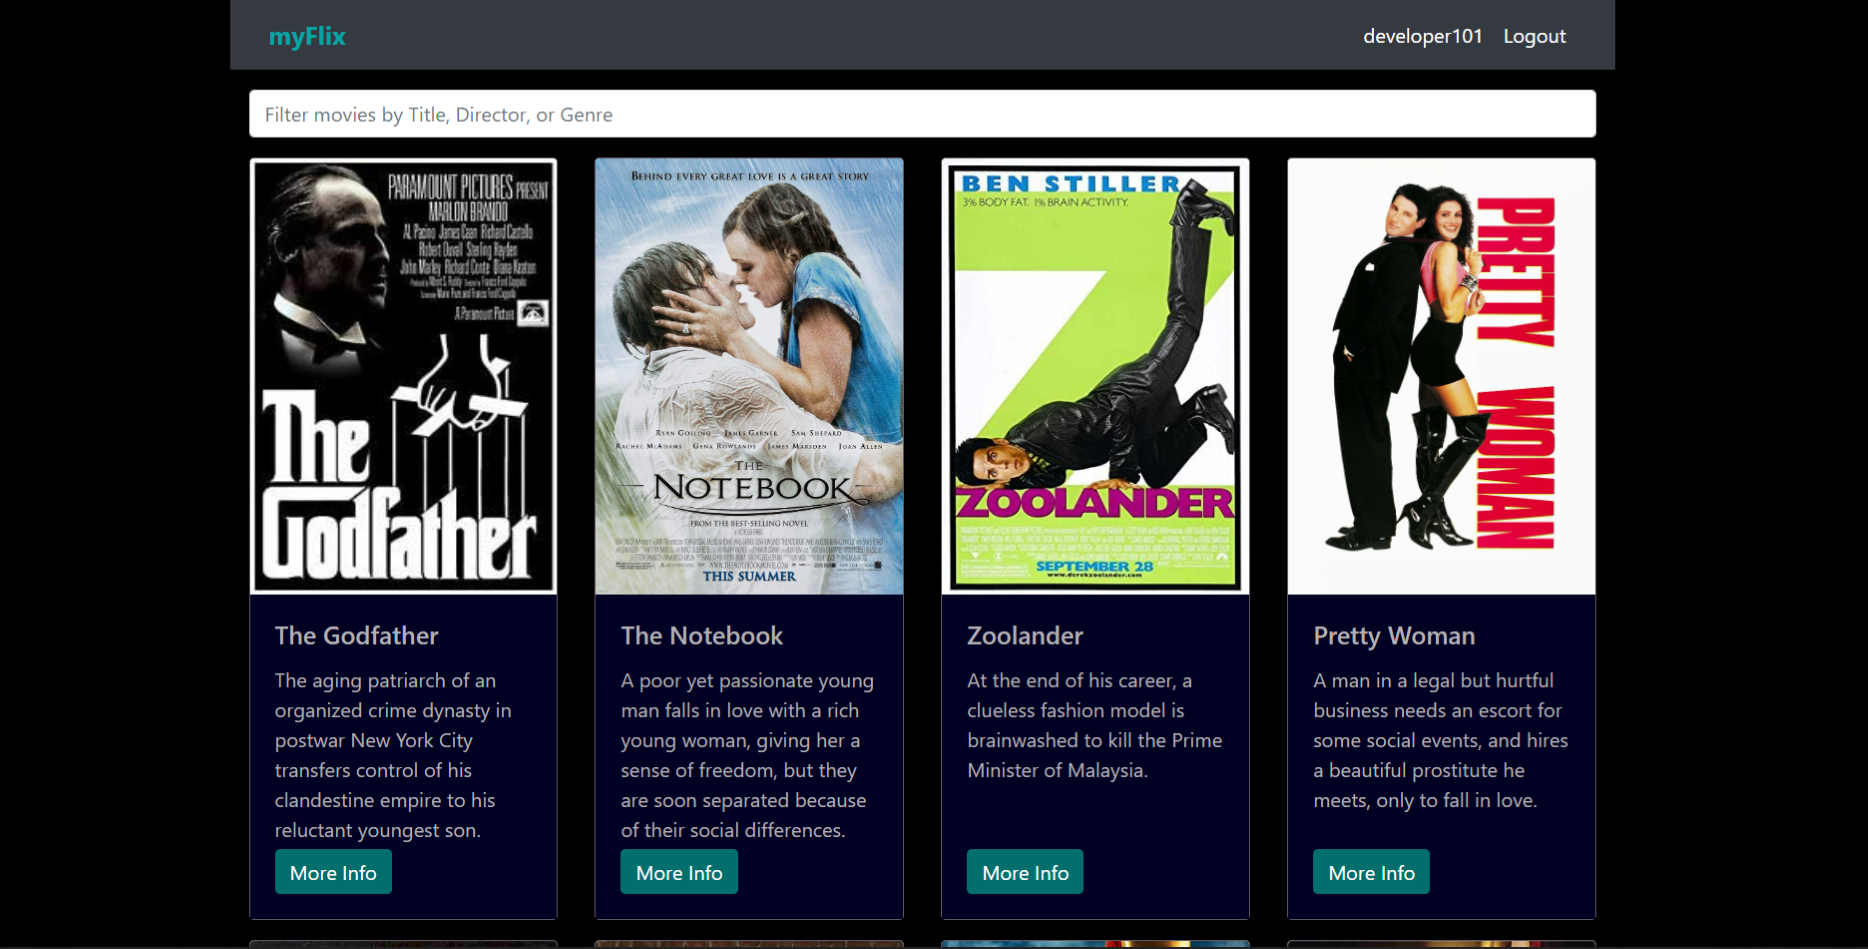 myFlix
developer101 Logout
Filter movies by Title, Director, or Genre
PARAMOUNT PICTURES PRESENT
MARLON BRANDO
Al Pacino James Caan Richard Castellano
Robert Duvall Sterling Hayden
John Marley Richard Conte Diane Keaton
A Paramount Picture
The
Godfather
BEHIND EVERY GREAT LOVE IS A GREAT STORY
RYAN GOSLING JAMES GARNER SAM SHEPARD
RACHEL MCADAMS GENA ROWLANDS JAMES MARSDEN JOAN ALLEN
THE
NOTEBOOK
FROM THE BEST-SELLING NOVEL
THIS SUMMER
BEN STILLER
3% BODY FAT. 1% BRAIN ACTIVITY.
ZOOLANDER
SEPTEMBER 28
www.derekzoolander.com
PRETTY WOMAN
The Godfather
The aging patriarch of an
organized crime dynasty in
postwar New York City
transfers control of his
clandestine empire to his
reluctant youngest son.
More Info
The Notebook
A poor yet passionate young
man falls in love with a rich
young woman, giving her a
sense of freedom, but they
are soon separated because
of their social differences.
More Info
Zoolander
At the end of his career, a
clueless fashion model is
brainwashed to kill the Prime
Minister of Malaysia.
More Info
Pretty Woman
A man in a legal but hurtful
business needs an escort for
some social events, and hires
a beautiful prostitute he
meets, only to fall in love.
More Info